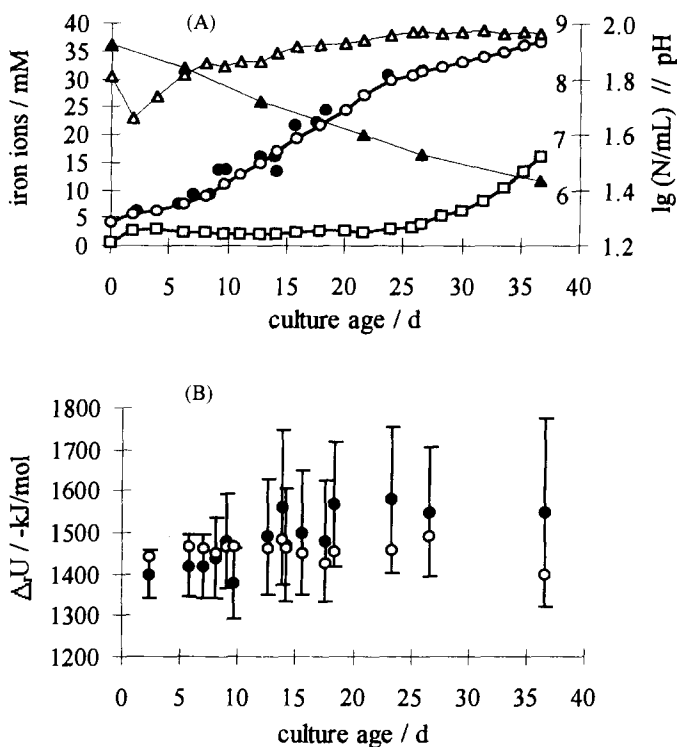 (A)
40 9 2.0
35
30 8 1.8
25
20 7 1.6
15
10 6 1.4
5
0 1.2
0 5 10 15 20 25 30 35 40
iron ions / mM
lg (N/mL) // pH
culture age / d
(B)
1800
1700
1600
1500
1400
1300
1200
0 5 10 15 20 25 30 35 40
ΔrU / -kJ/mol
culture age / d